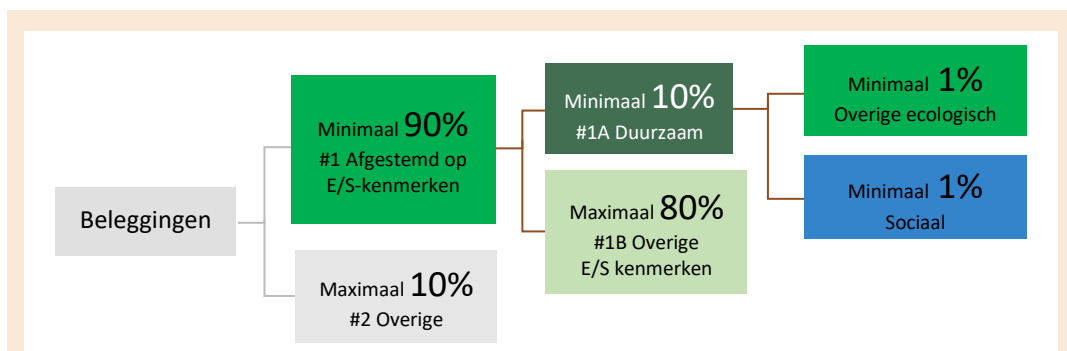 Beleggingen
Minimaal 90%
#1 Afgestemd op
E/S-kenmerken
Maximaal 10%
#2 Overige
Minimaal 10%
#1A Duurzaam
Maximaal 80%
#1B Overige
E/S kenmerken
Minimaal 1%
Overige ecologisch
Minimaal 1%
Sociaal